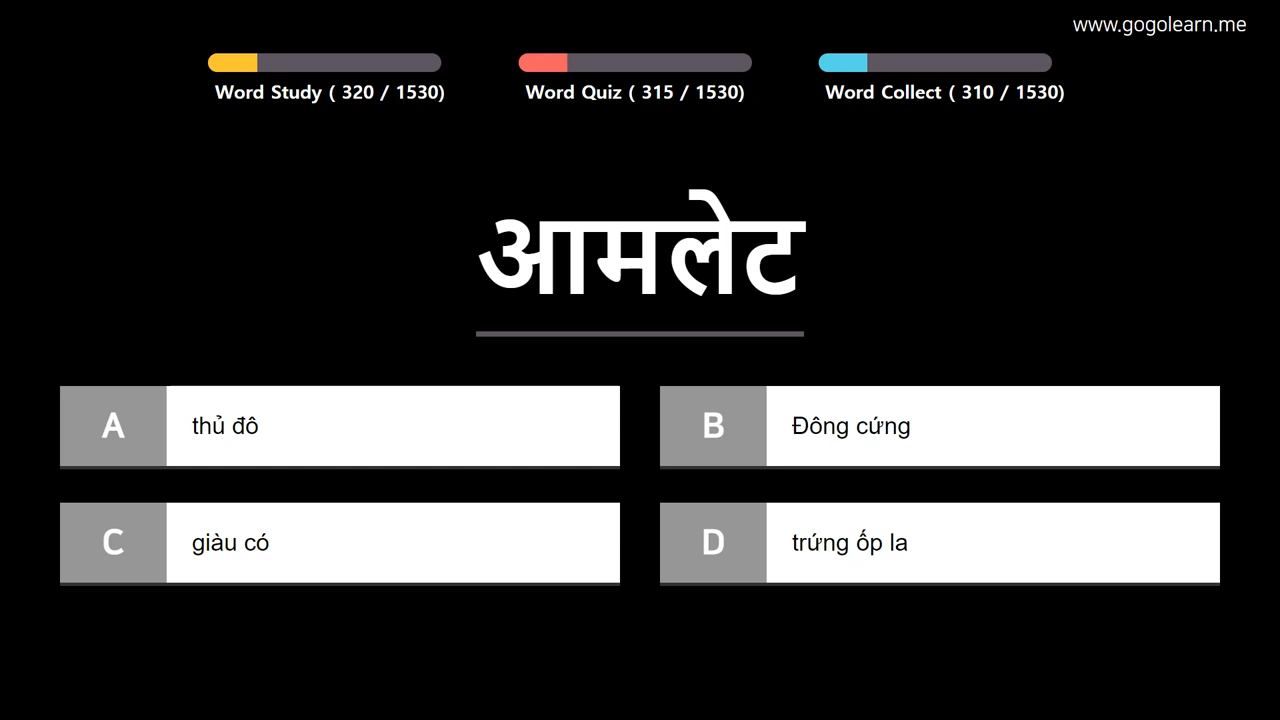 www.gogolearn.me
Word Study ( 320 / 1530)
Word Quiz ( 315 / 1530)
Word Collect ( 310 / 1530)
आमलेट
A thủ đô
B Đông cứng
C giàu có
D trứng ốp la